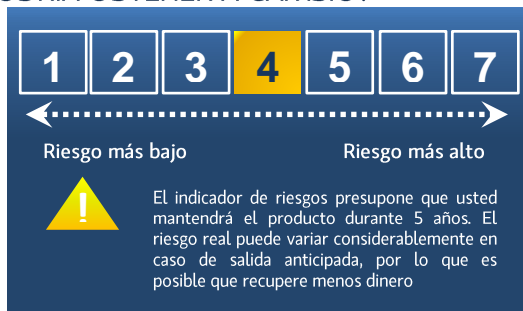 1 2 3 4 5 6 7
Riesgo más bajo Riesgo más alto
!
El indicador de riesgos presupone que usted
mantendrá el producto durante 5 años. El
riesgo real puede variar considerablemente en
caso de salida anticipada, por lo que es
posible que recupere menos dinero